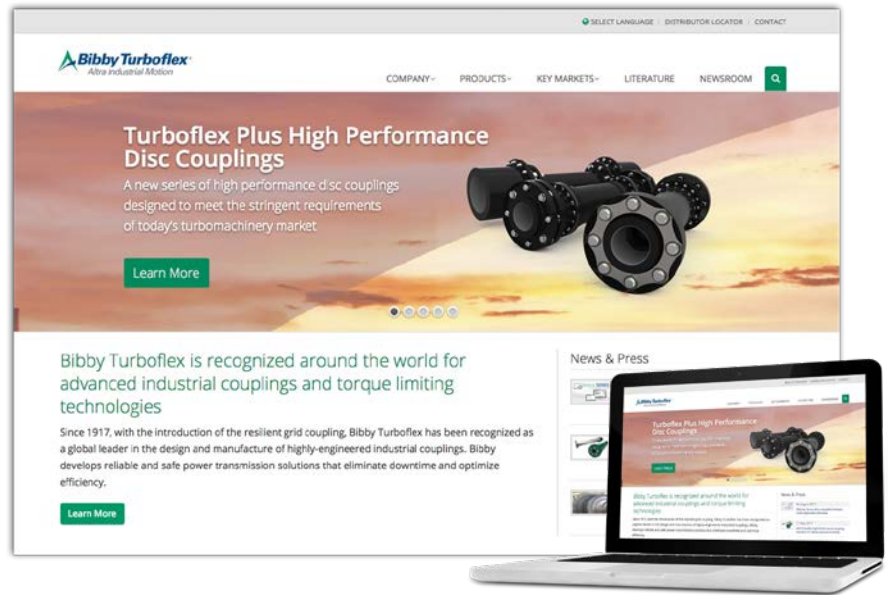 SELECT LANGUAGE | DISTRIBUTOR LOCATOR | CONTACT
Bibby Turboflex
Altra Industrial Motion
COMPANY PRODUCTS KEY MARKETS LITERATURE NEWSROOM
Turboflex Plus High Performance
Disc Couplings
A new series of high performance disc couplings
designed to meet the stringent requirements
of today's turbomachinery market
Learn More
Bibby Turboflex is recognized around the world for
advanced industrial couplings and torque limiting
technologies
Since 1917, with the introduction of the resilient grid coupling, Bibby Turboflex has been recognized as
a global leader in the design and manufacture of highly-engineered industrial couplings. Bibby
develops reliable and safe power transmission solutions that eliminate downtime and optimize
efficiency.
Learn More
News & Press
Bibby Turboflex
Turboflex Plus High Performance
Disc Couplings
Learn More
Bibby Turboflex is recognized around the world for
advanced industrial couplings and torque limiting
technologies
News & Press